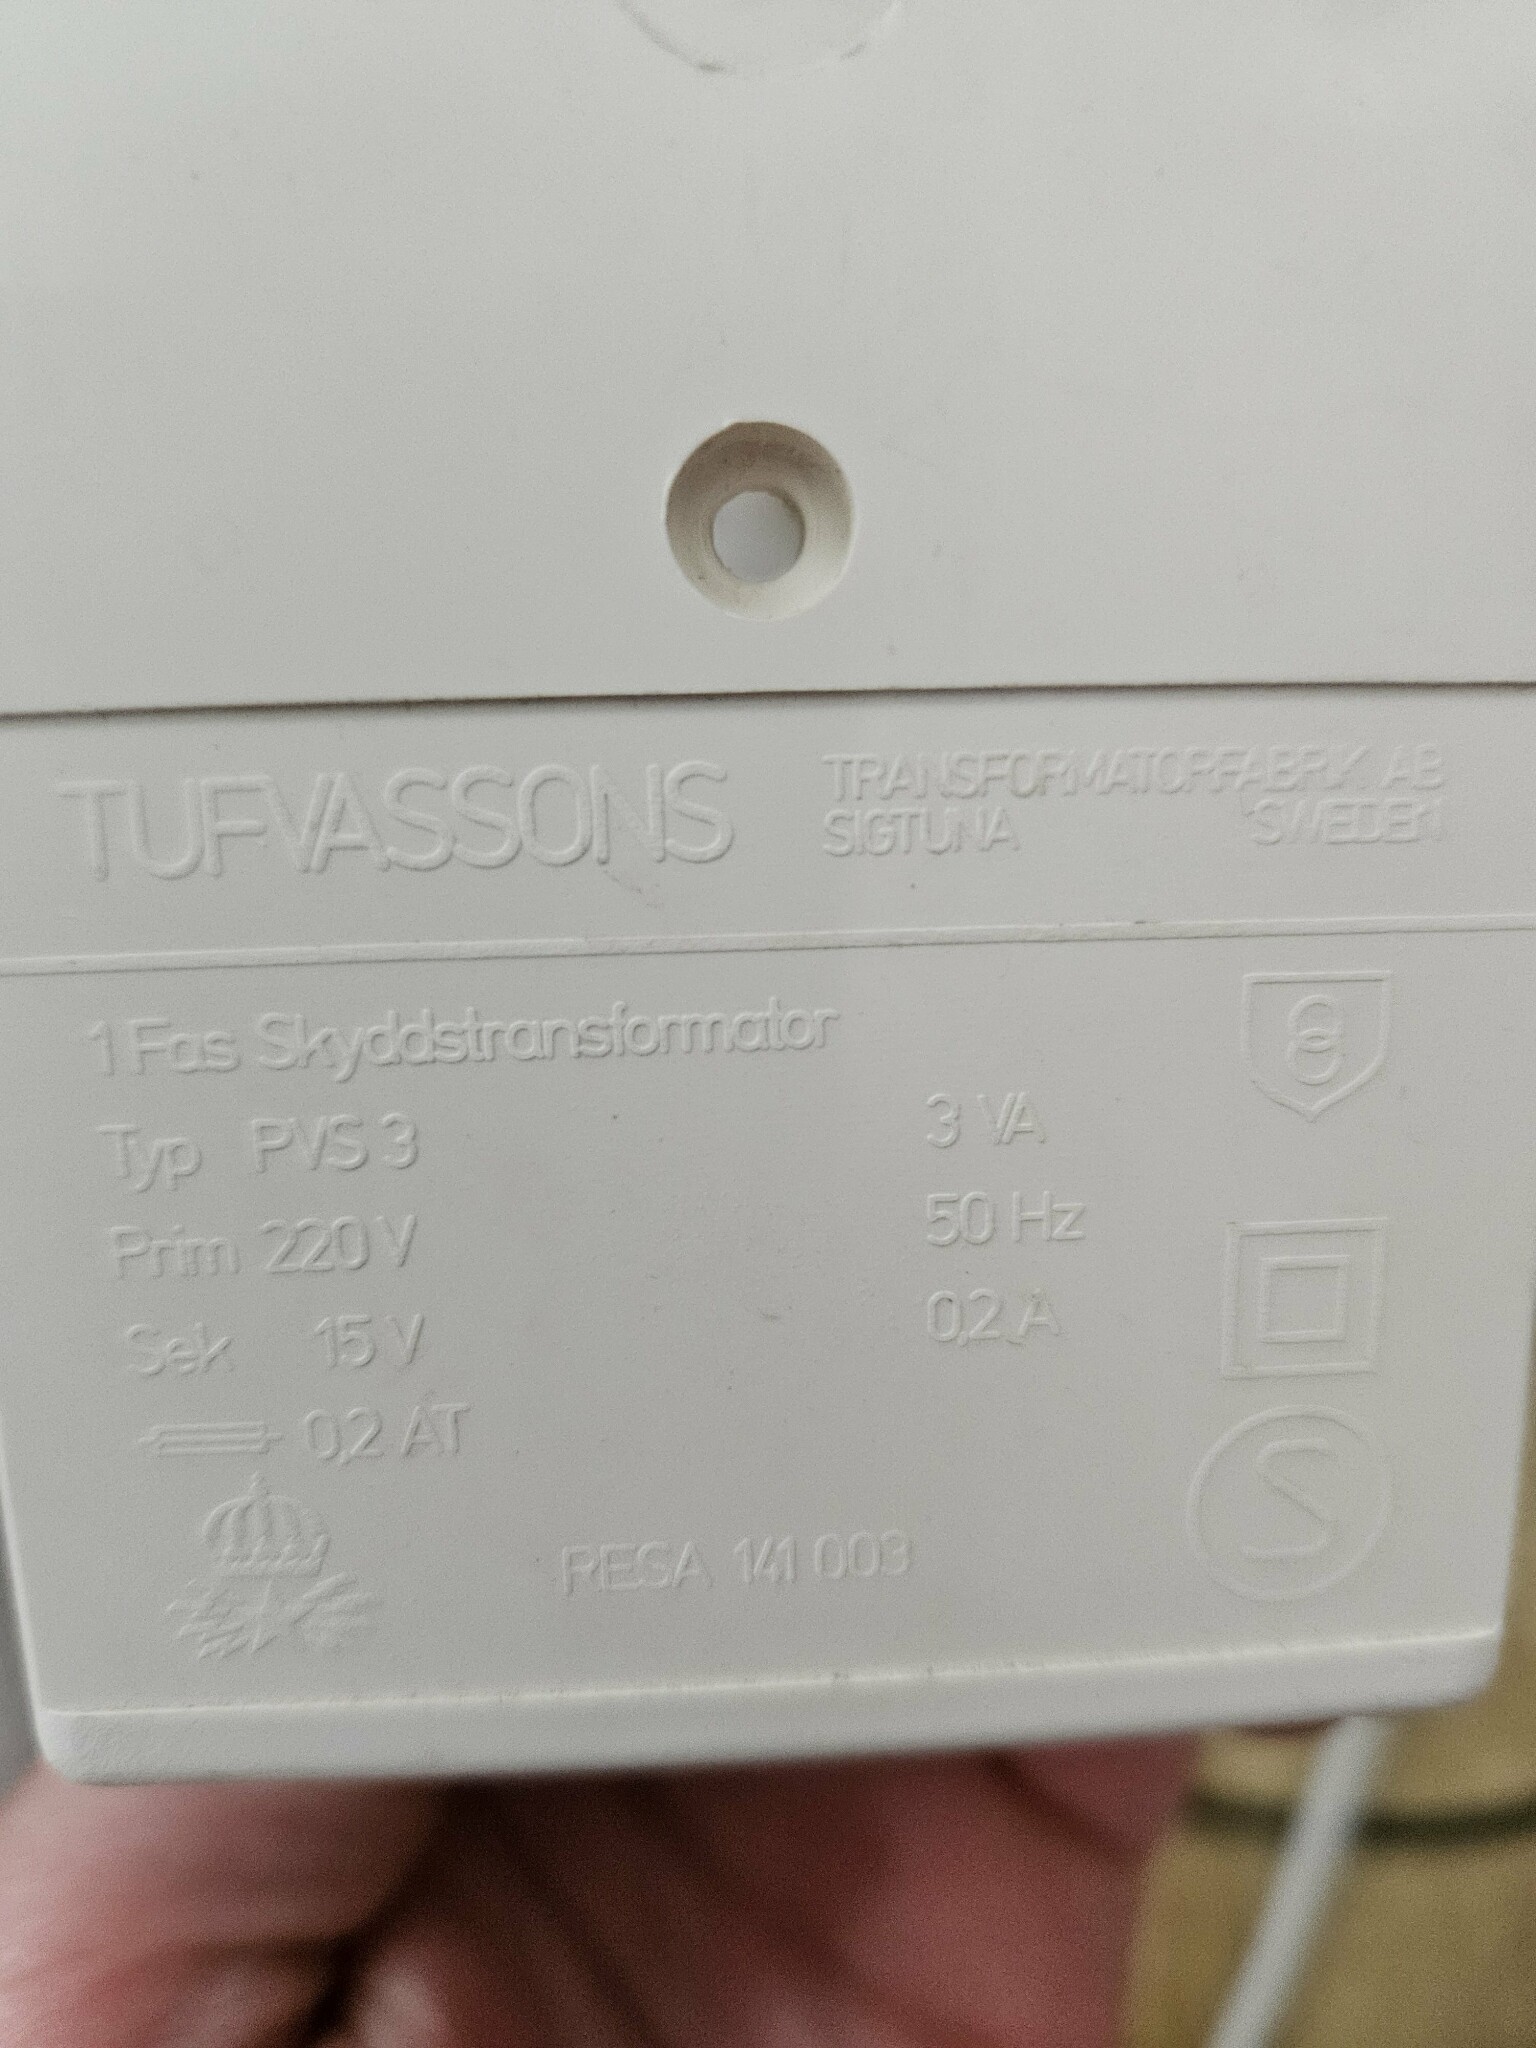 TUFVASSONS
TRANSFORMATORFABRIK AB
SIGTUNA SWEDEN
1 Fas Skyddstransformator
Typ PVS 3 3 VA
Prim 220 V 50 Hz
Sek 15 V 0,2 A
0,2 AT
RESA 141 003
S